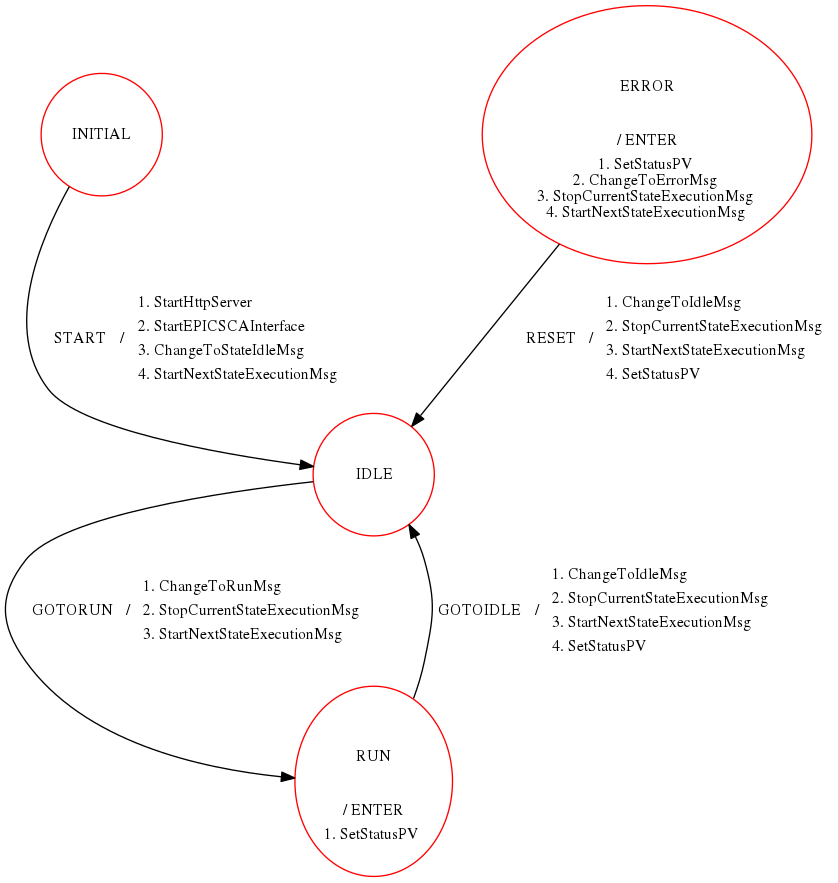 ERROR
/ ENTER
1. SetStatusPV
2. ChangeToErrorMsg
3. StopCurrentStateExecutionMsg
4. StartNextStateExecutionMsg
INITIAL
START /
1. StartHttpServer
2. StartEPICSCAInterface
3. ChangeToStateIdleMsg
4. StartNextStateExecutionMsg
RESET /
1. ChangeToIdleMsg
2. StopCurrentStateExecutionMsg
3. StartNextStateExecutionMsg
4. SetStatusPV
IDLE
GOTORUN /
1. ChangeToRunMsg
2. StopCurrentStateExecutionMsg
3. StartNextStateExecutionMsg
GOTOIDLE /
1. ChangeToIdleMsg
2. StopCurrentStateExecutionMsg
3. StartNextStateExecutionMsg
4. SetStatusPV
RUN
/ ENTER
1. SetStatusPV